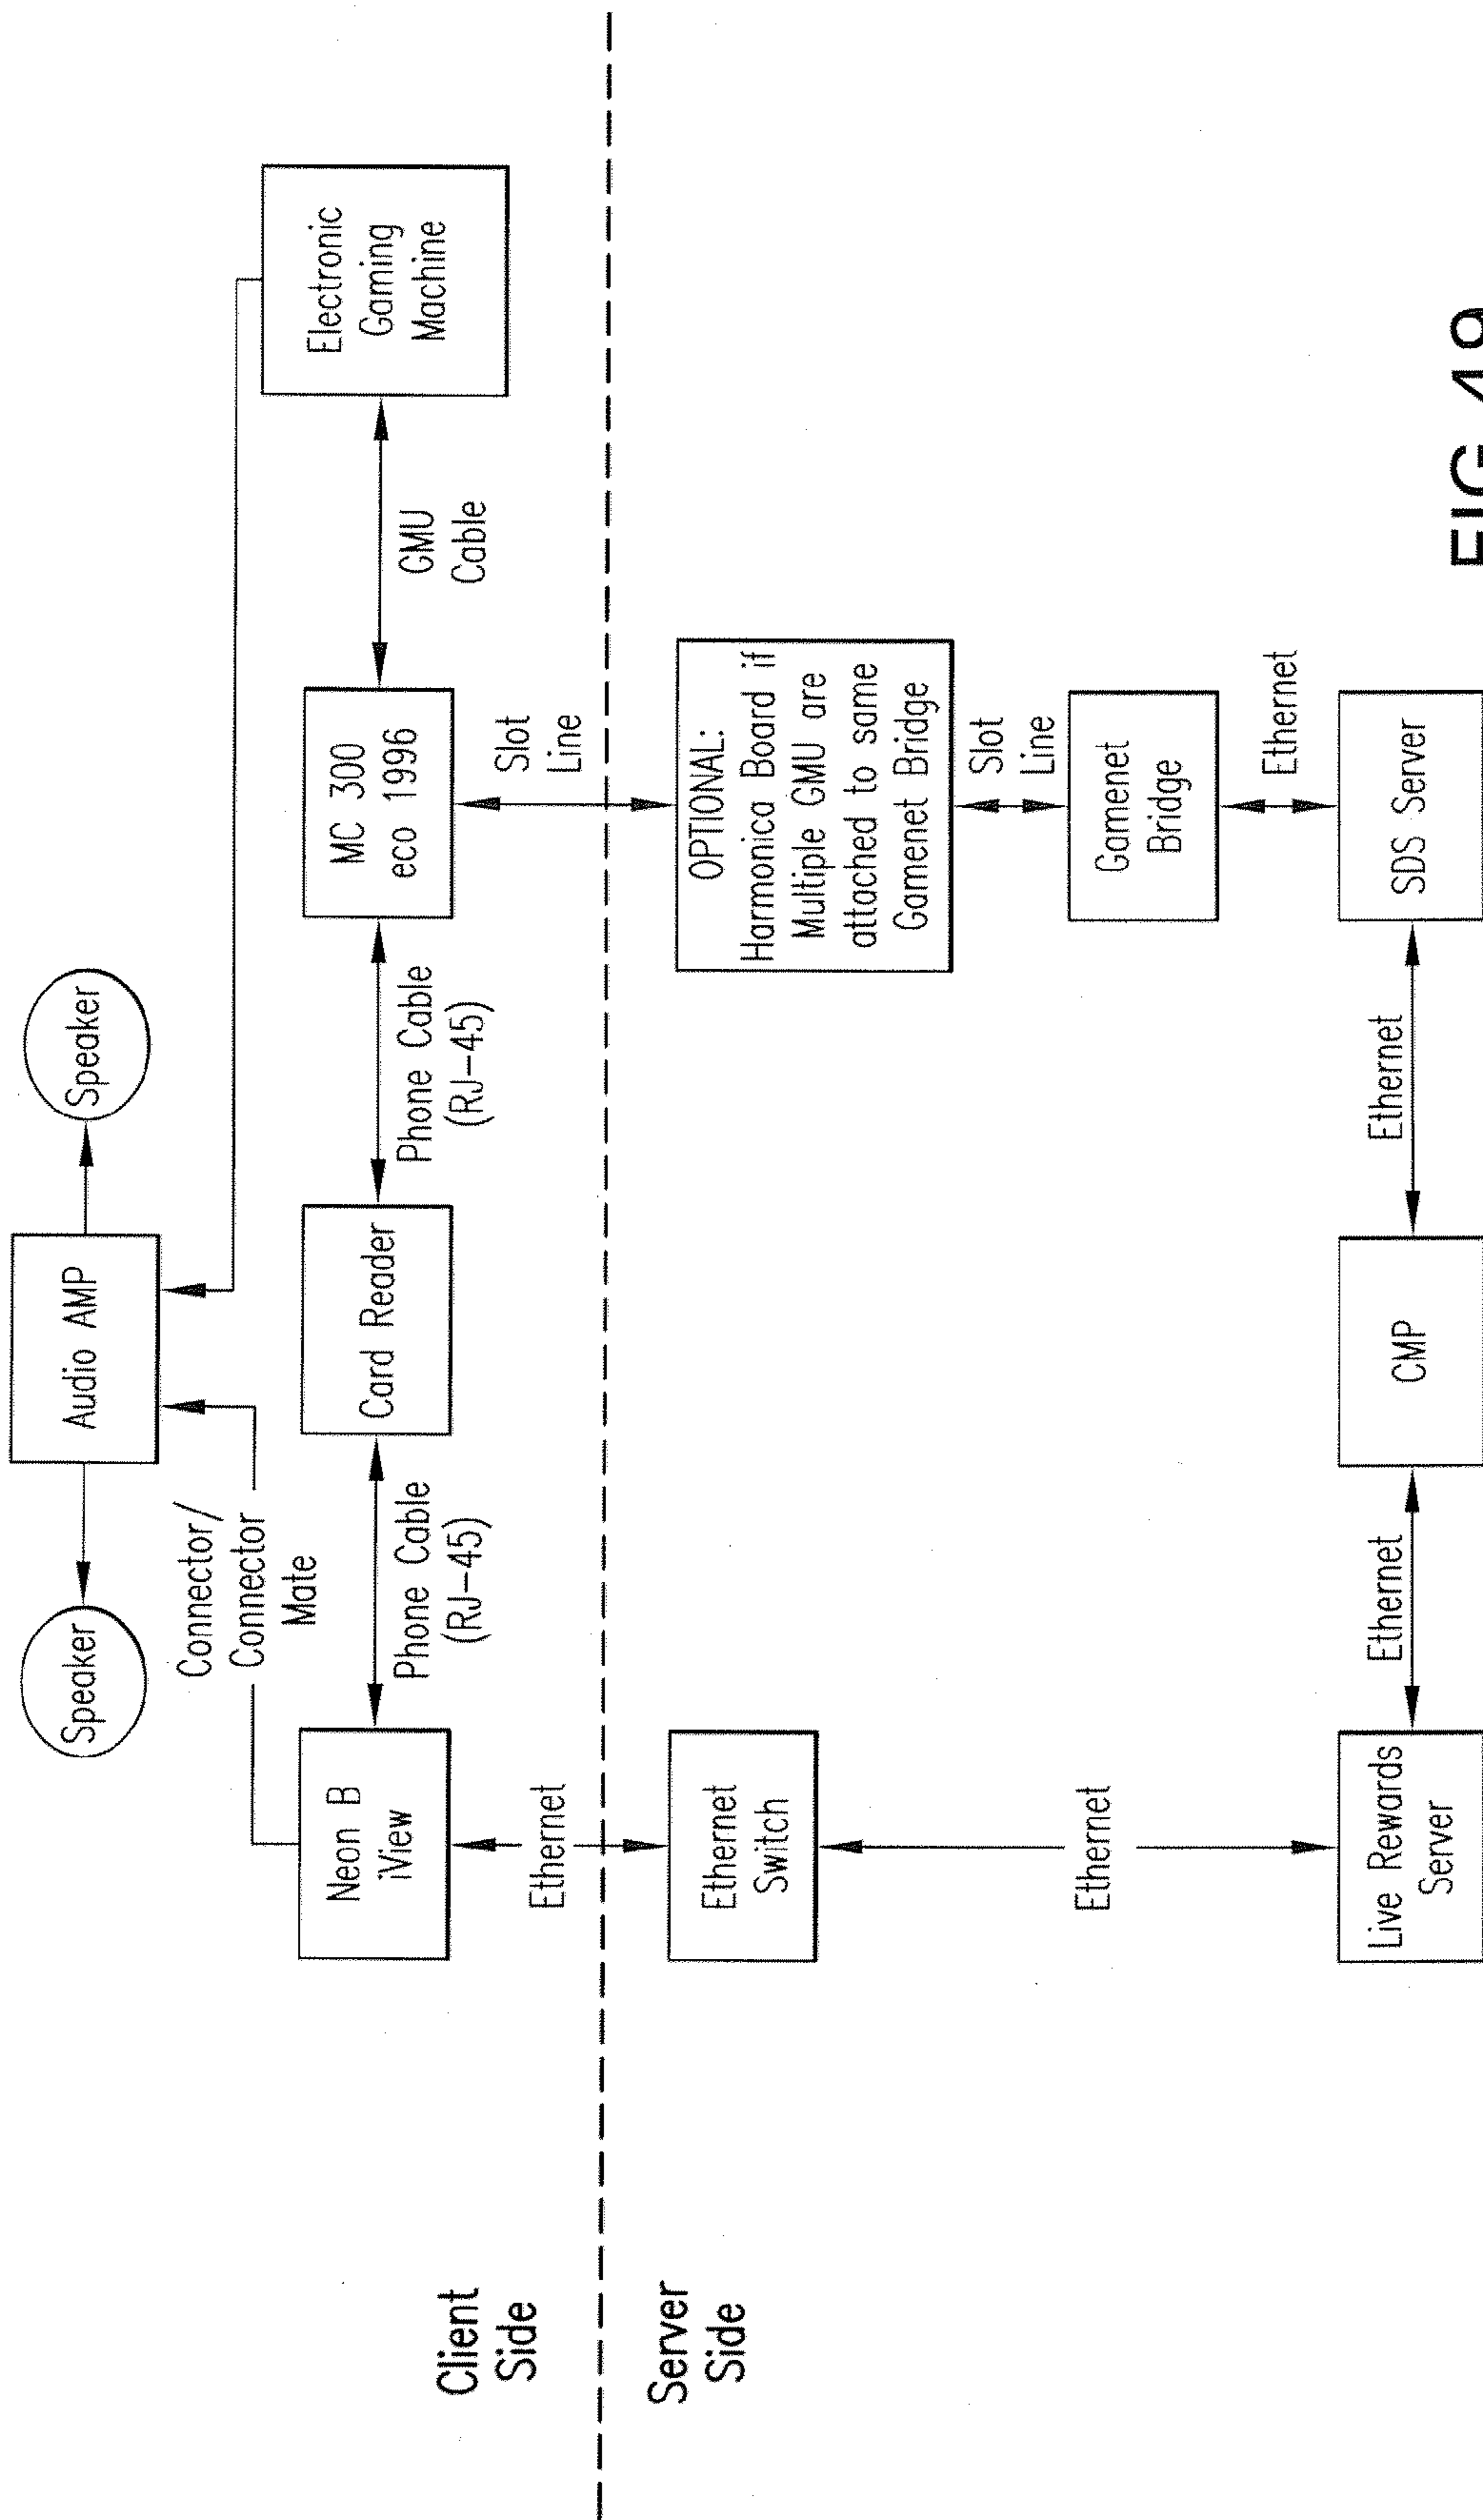 Speaker
Audio AMP
Speaker
Connector/
Connector
Mate
Neon B
iView
Phone Cable
(RJ-45)
Card Reader
Phone Cable
(RJ-45)
MC 300
eco 1996
GMU
Cable
Electronic
Gaming
Machine
Client
Side
Ethernet
Slot
Line
Server
Side
Ethernet
Switch
OPTIONAL:
Harmonica Board if
Multiple GMU are
attached to same
Gamenet Bridge
Slot
Line
Ethernet
Gamenet
Bridge
Ethernet
Live Rewards
Server
Ethernet
CMP
Ethernet
SDS Server
FIG.49